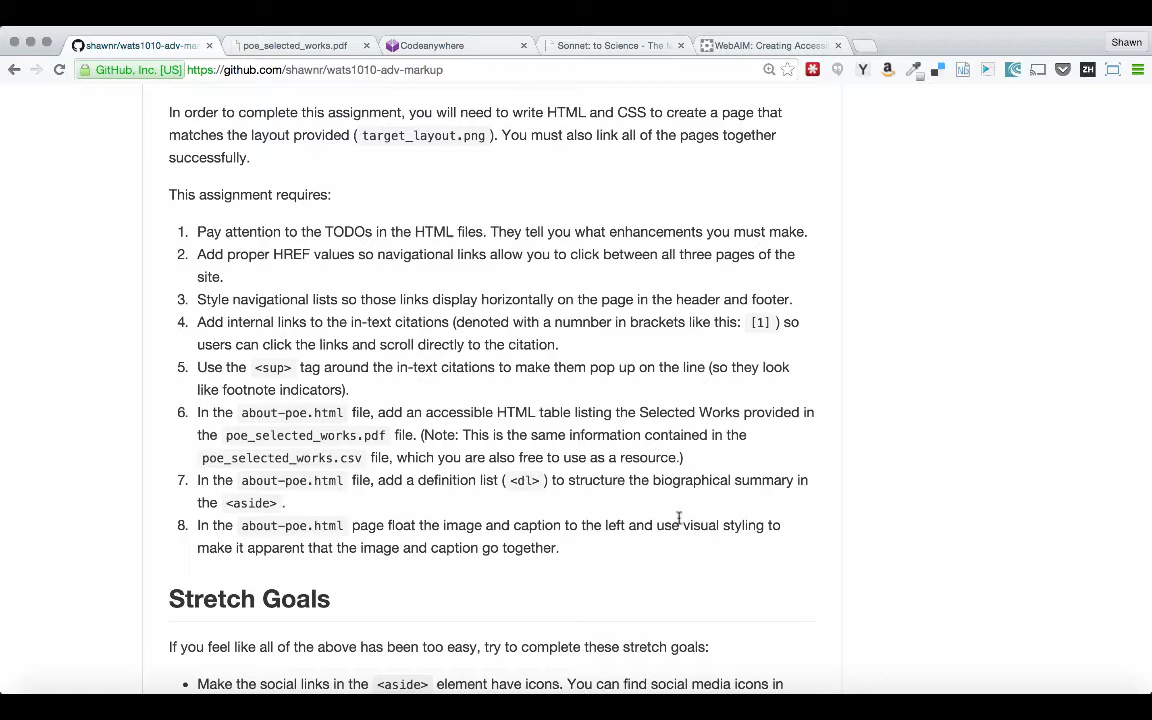 shawnr/wats1010-adv-mar
poe_selected_works.pdf
Codeanywhere
Sonnet: to Science - The M
WebAIM: Creating Accessi
Shawn
GitHub, Inc. [US] https://github.com/shawnr/wats1010-adv-markup
In order to complete this assignment, you will need to write HTML and CSS to create a page that
matches the layout provided ( target_layout.png ). You must also link all of the pages together
successfully.
This assignment requires:
1. Pay attention to the TODOs in the HTML files. They tell you what enhancements you must make.
2. Add proper HREF values so navigational links allow you to click between all three pages of the
site.
3. Style navigational lists so those links display horizontally on the page in the header and footer.
4. Add internal links to the in-text citations (denoted with a numnber in brackets like this: [1] ) so
users can click the links and scroll directly to the citation.
5. Use the <sup> tag around the in-text citations to make them pop up on the line (so they look
like footnote indicators).
6. In the about-poe.html file, add an accessible HTML table listing the Selected Works provided in
the poe_selected_works.pdf file. (Note: This is the same information contained in the
poe_selected_works.csv file, which you are also free to use as a resource.)
7. In the about-poe.html file, add a definition list ( <dl> ) to structure the biographical summary in
the <aside> .
8. In the about-poe.html page float the image and caption to the left and use visual styling to
make it apparent that the image and caption go together.
Stretch Goals
If you feel like all of the above has been too easy, try to complete these stretch goals:
• Make the social links in the <aside> element have icons. You can find social media icons in